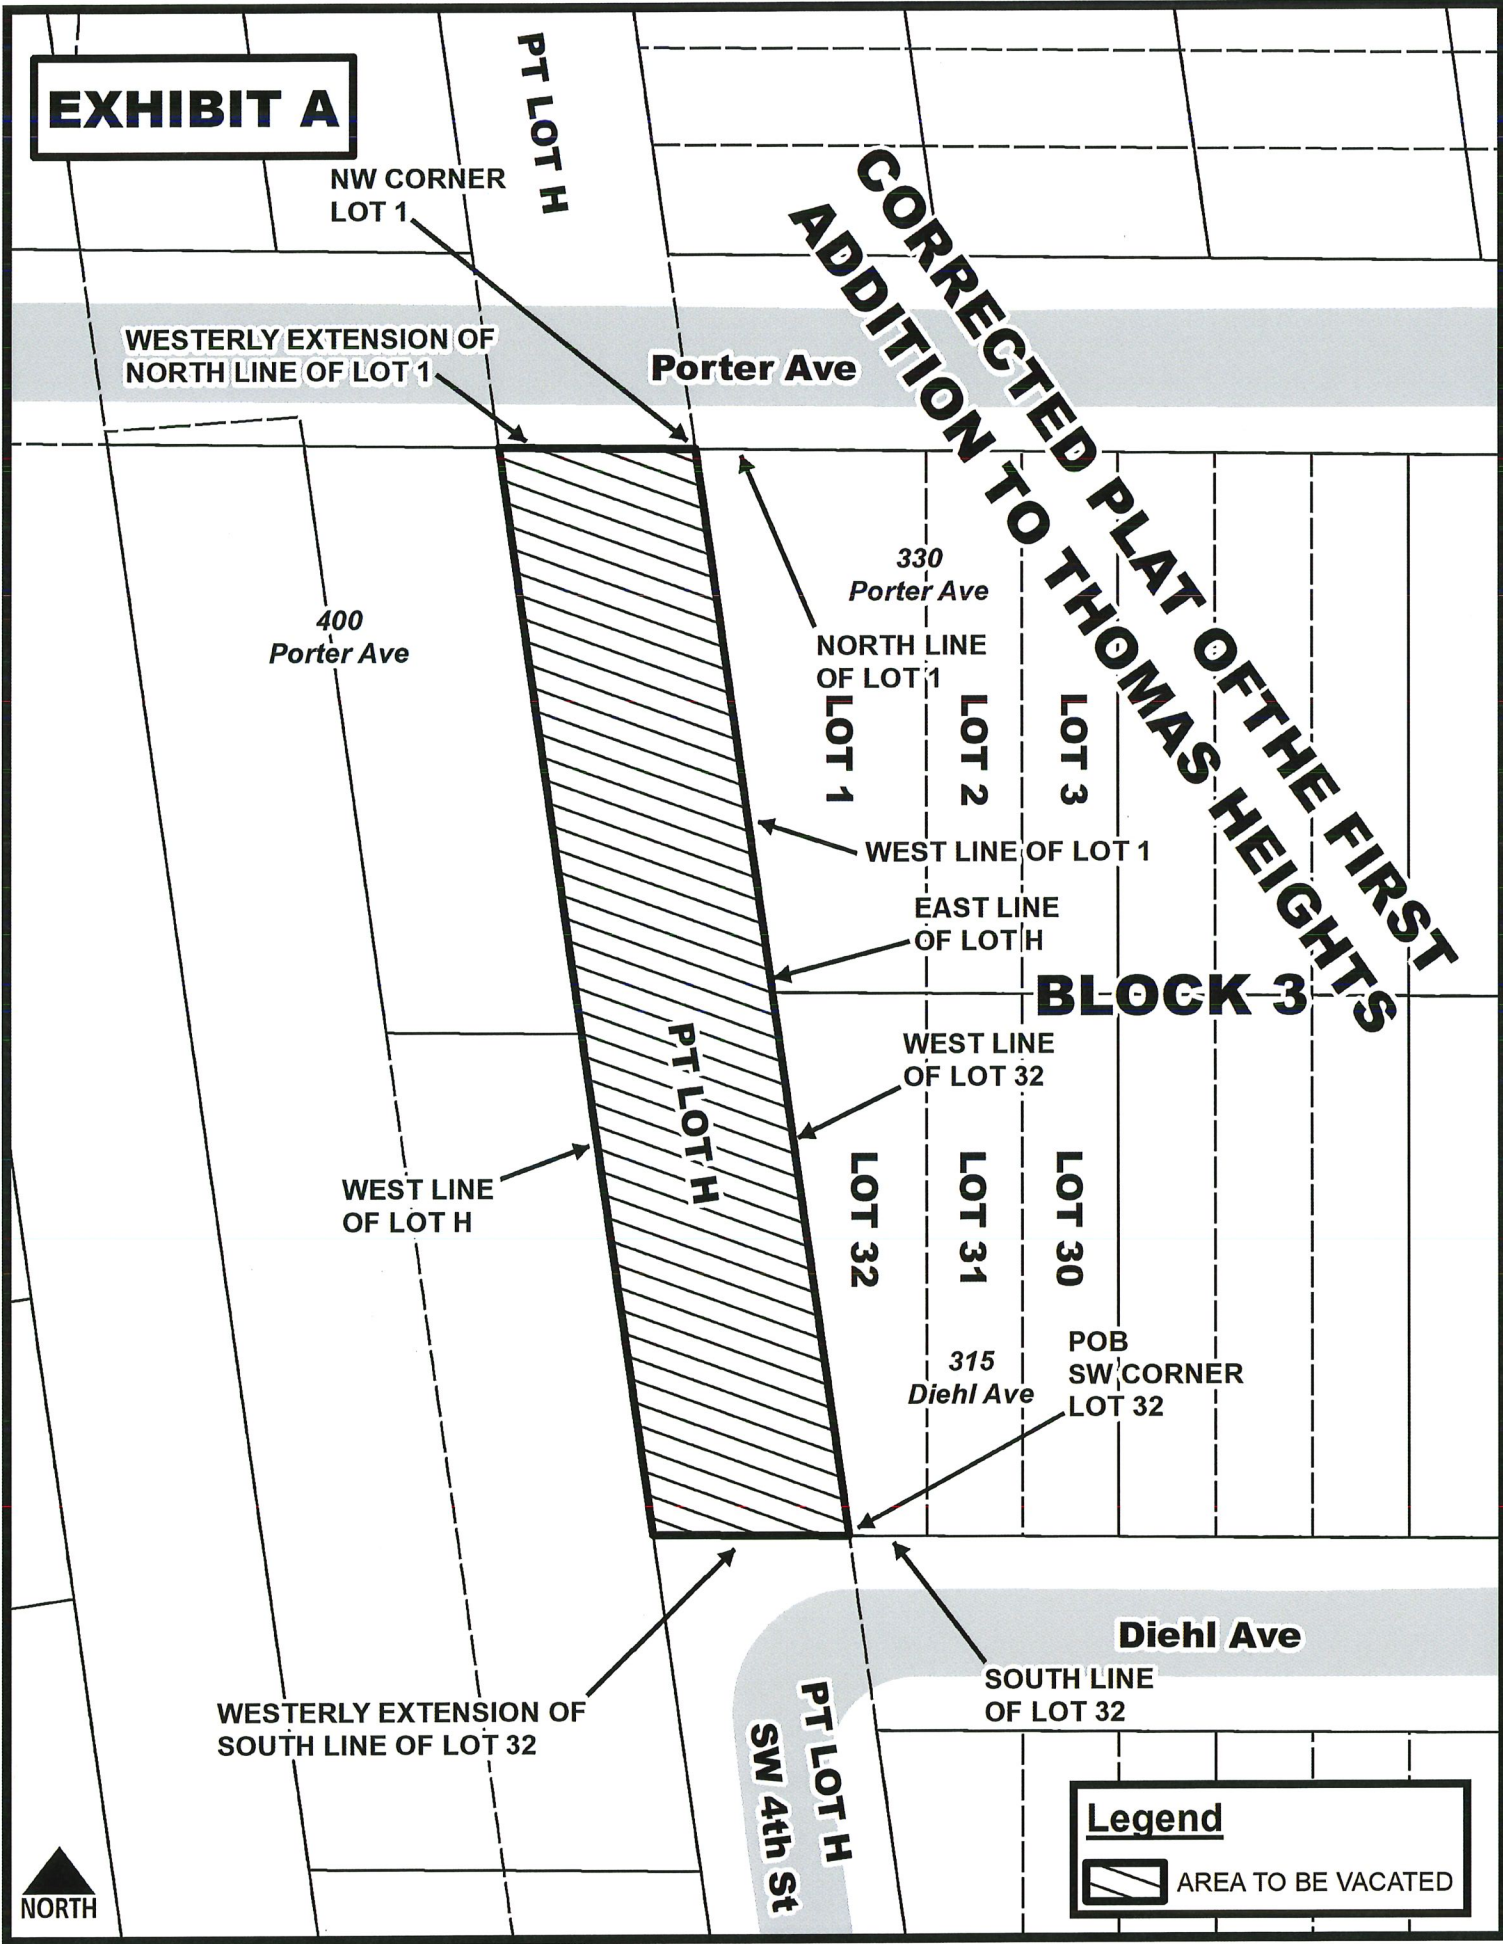 EXHIBIT A
PT LOT H
NW CORNER
LOT 1
CORRECTED PLAT OFTHE FIRST
ADDITION TO THOMAS HEIGHTS
WESTERLY EXTENSION OF
NORTH LINE OF LOT 1
Porter Ave
330
Porter Ave
400
Porter Ave
NORTH LINE
OF LOT 1
LOT 1
LOT 2
LOT 3
WEST LINE OF LOT 1
EAST LINE
OF LOT H
BLOCK 3
PT LOT H
WEST LINE
OF LOT 32
WEST LINE
OF LOT H
LOT 32
LOT 31
LOT 30
315
Diehl Ave
POB
SW CORNER
LOT 32
Diehl Ave
SOUTH LINE
OF LOT 32
WESTERLY EXTENSION OF
SOUTH LINE OF LOT 32
PT LOT H
SW 4th St
Legend
AREA TO BE VACATED
NORTH